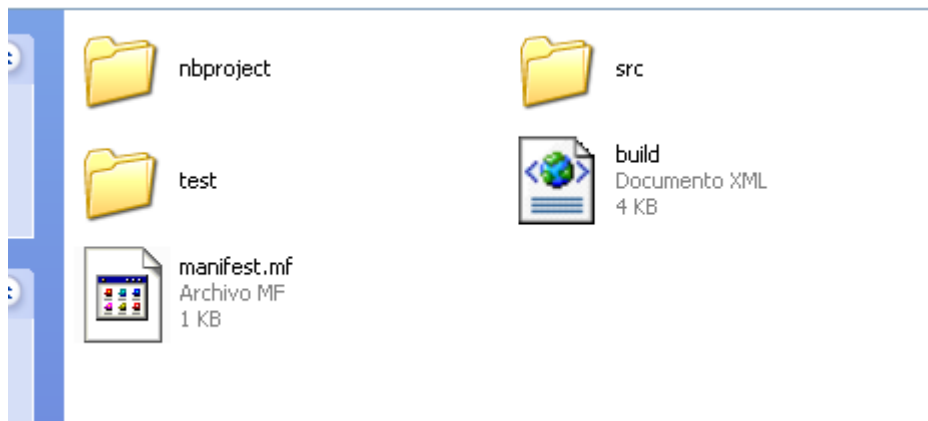 nbproject
src
test
build
Documento XML
4 KB
manifest.mf
Archivo MF
1 KB